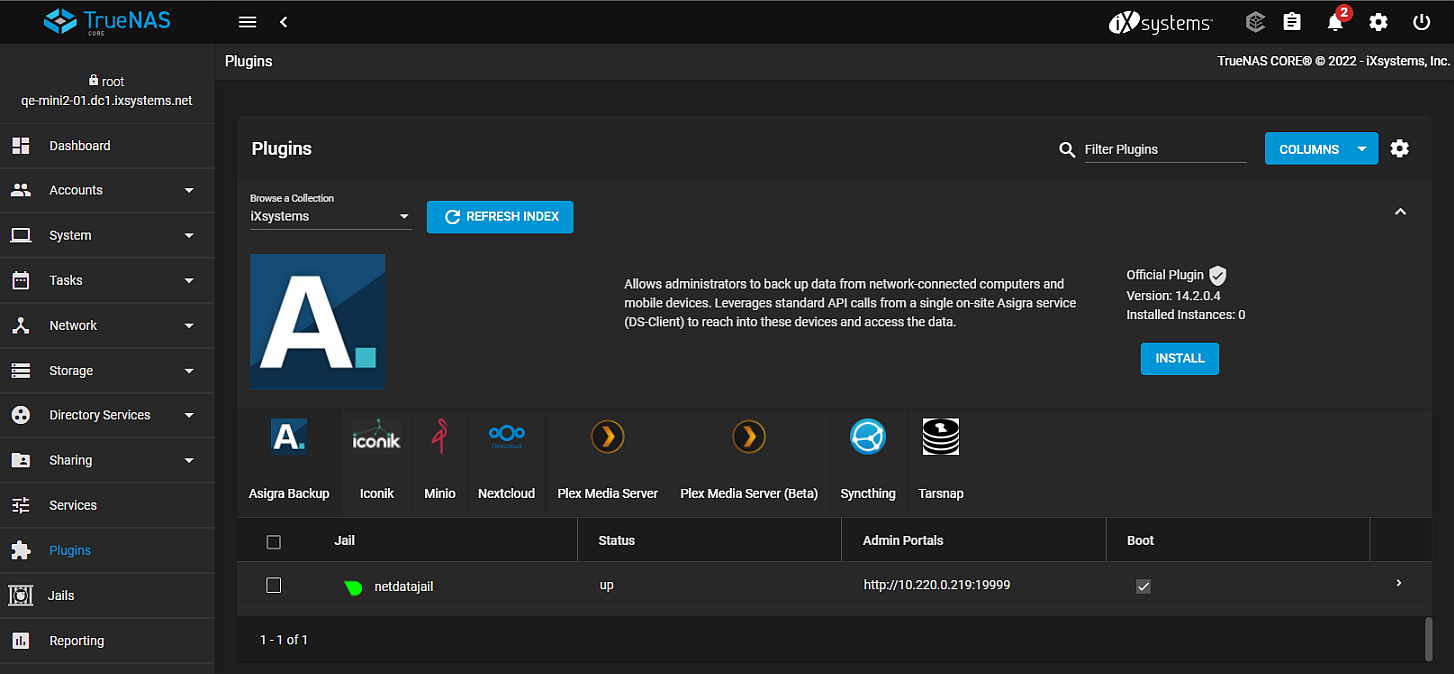 TrueNAS
CORE
iXsystems
2
Plugins
TrueNAS CORE® © 2022 - iXsystems, Inc.
root
qe-mini2-01.dc1.ixsystems.net
Dashboard
Accounts
System
Tasks
Network
Storage
Directory Services
Sharing
Services
Plugins
Jails
Reporting
Plugins
Filter Plugins
COLUMNS
Browse a Collection
iXsystems
REFRESH INDEX
A.
Allows administrators to back up data from network-connected computers and
mobile devices. Leverages standard API calls from a single on-site Asigra service
(DS-Client) to reach into these devices and access the data.
Official Plugin
Version: 14.2.0.4
Installed Instances: 0
INSTALL
A.
iconik
nextcloud
Asigra Backup
Iconik
Minio
Nextcloud
Plex Media Server
Plex Media Server (Beta)
Syncthing
Tarsnap
Jail
Status
Admin Portals
Boot
netdatajail
up
http://10.220.0.219:19999
1 - 1 of 1